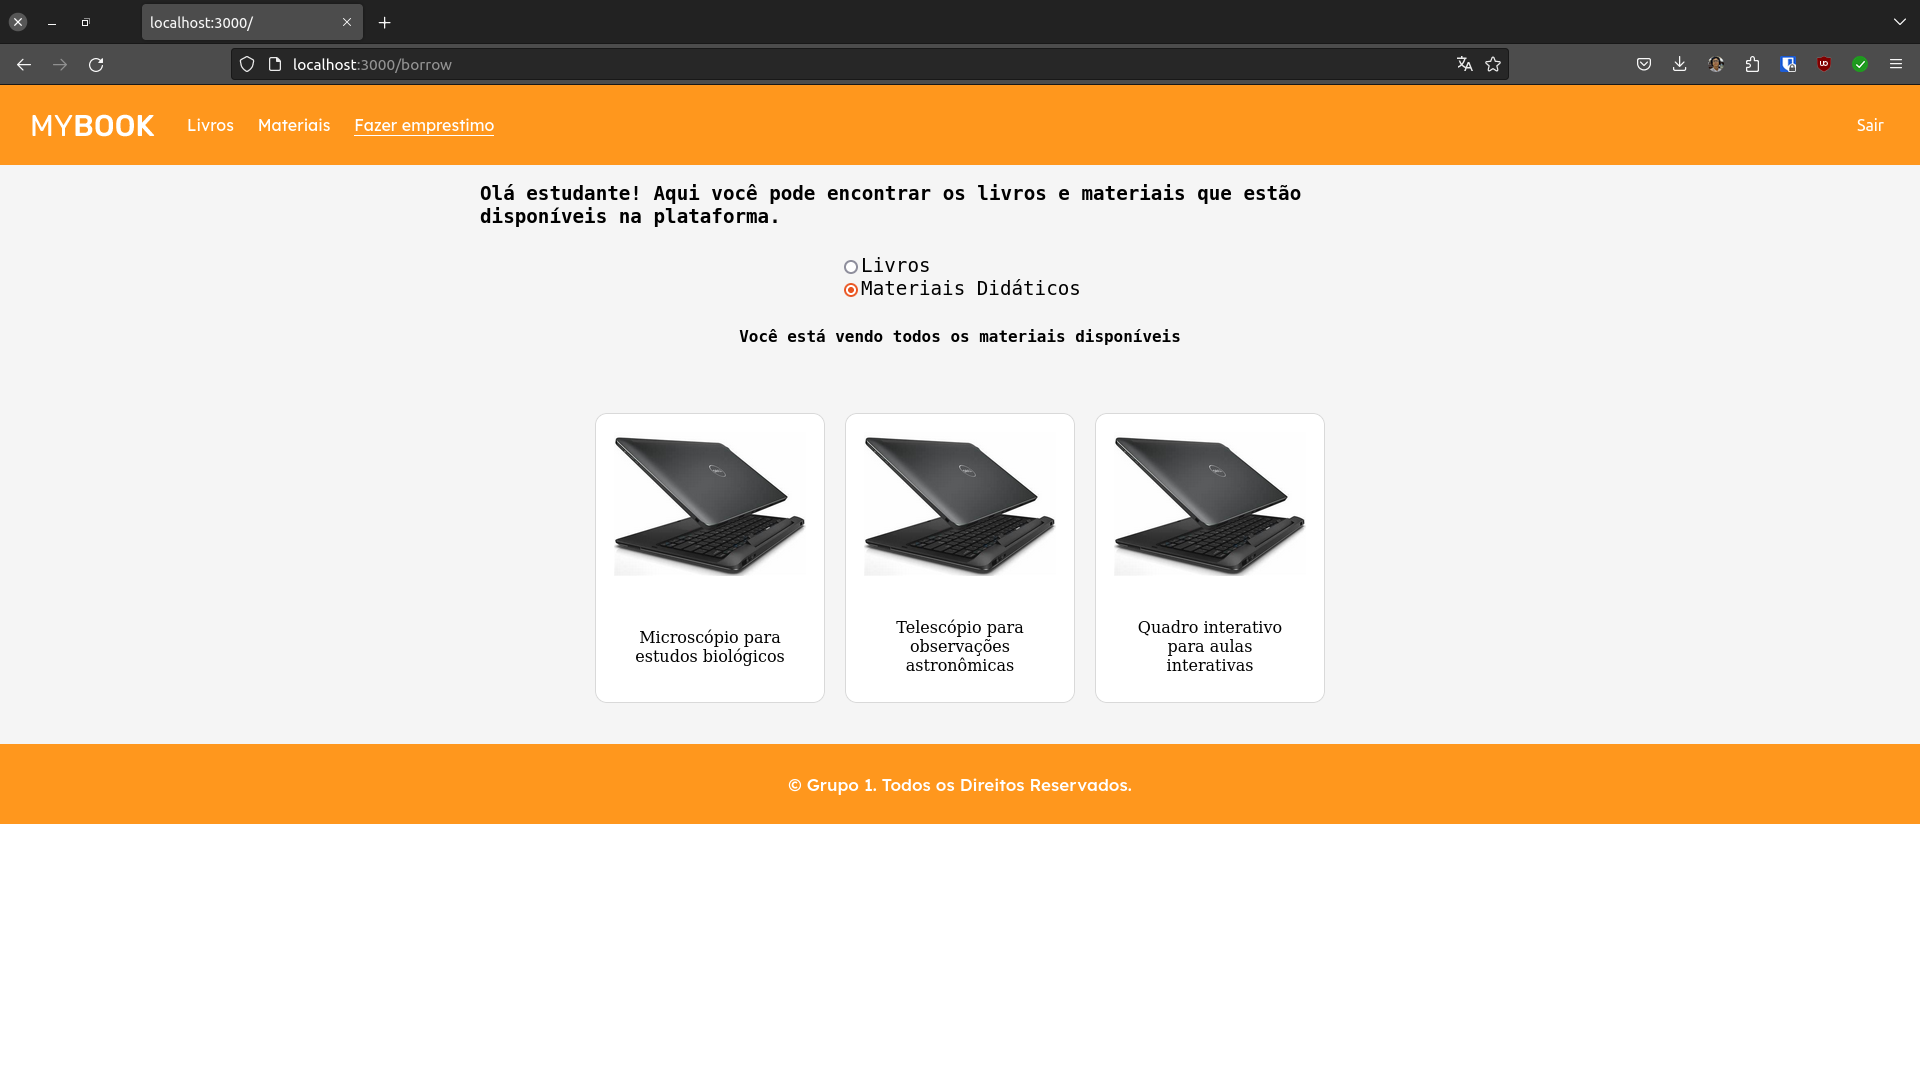 localhost:3000/
localhost:3000/borrow
MYBOOK Livros Materiais Fazer emprestimo Sair
Olá estudante! Aqui você pode encontrar os livros e materiais que estão
disponíveis na plataforma.
Livros
Materiais Didáticos
Você está vendo todos os materiais disponíveis
Microscópio para
estudos biológicos
Telescópio para
observações
astronômicas
Quadro interativo
para aulas
interativas
© Grupo 1. Todos os Direitos Reservados.